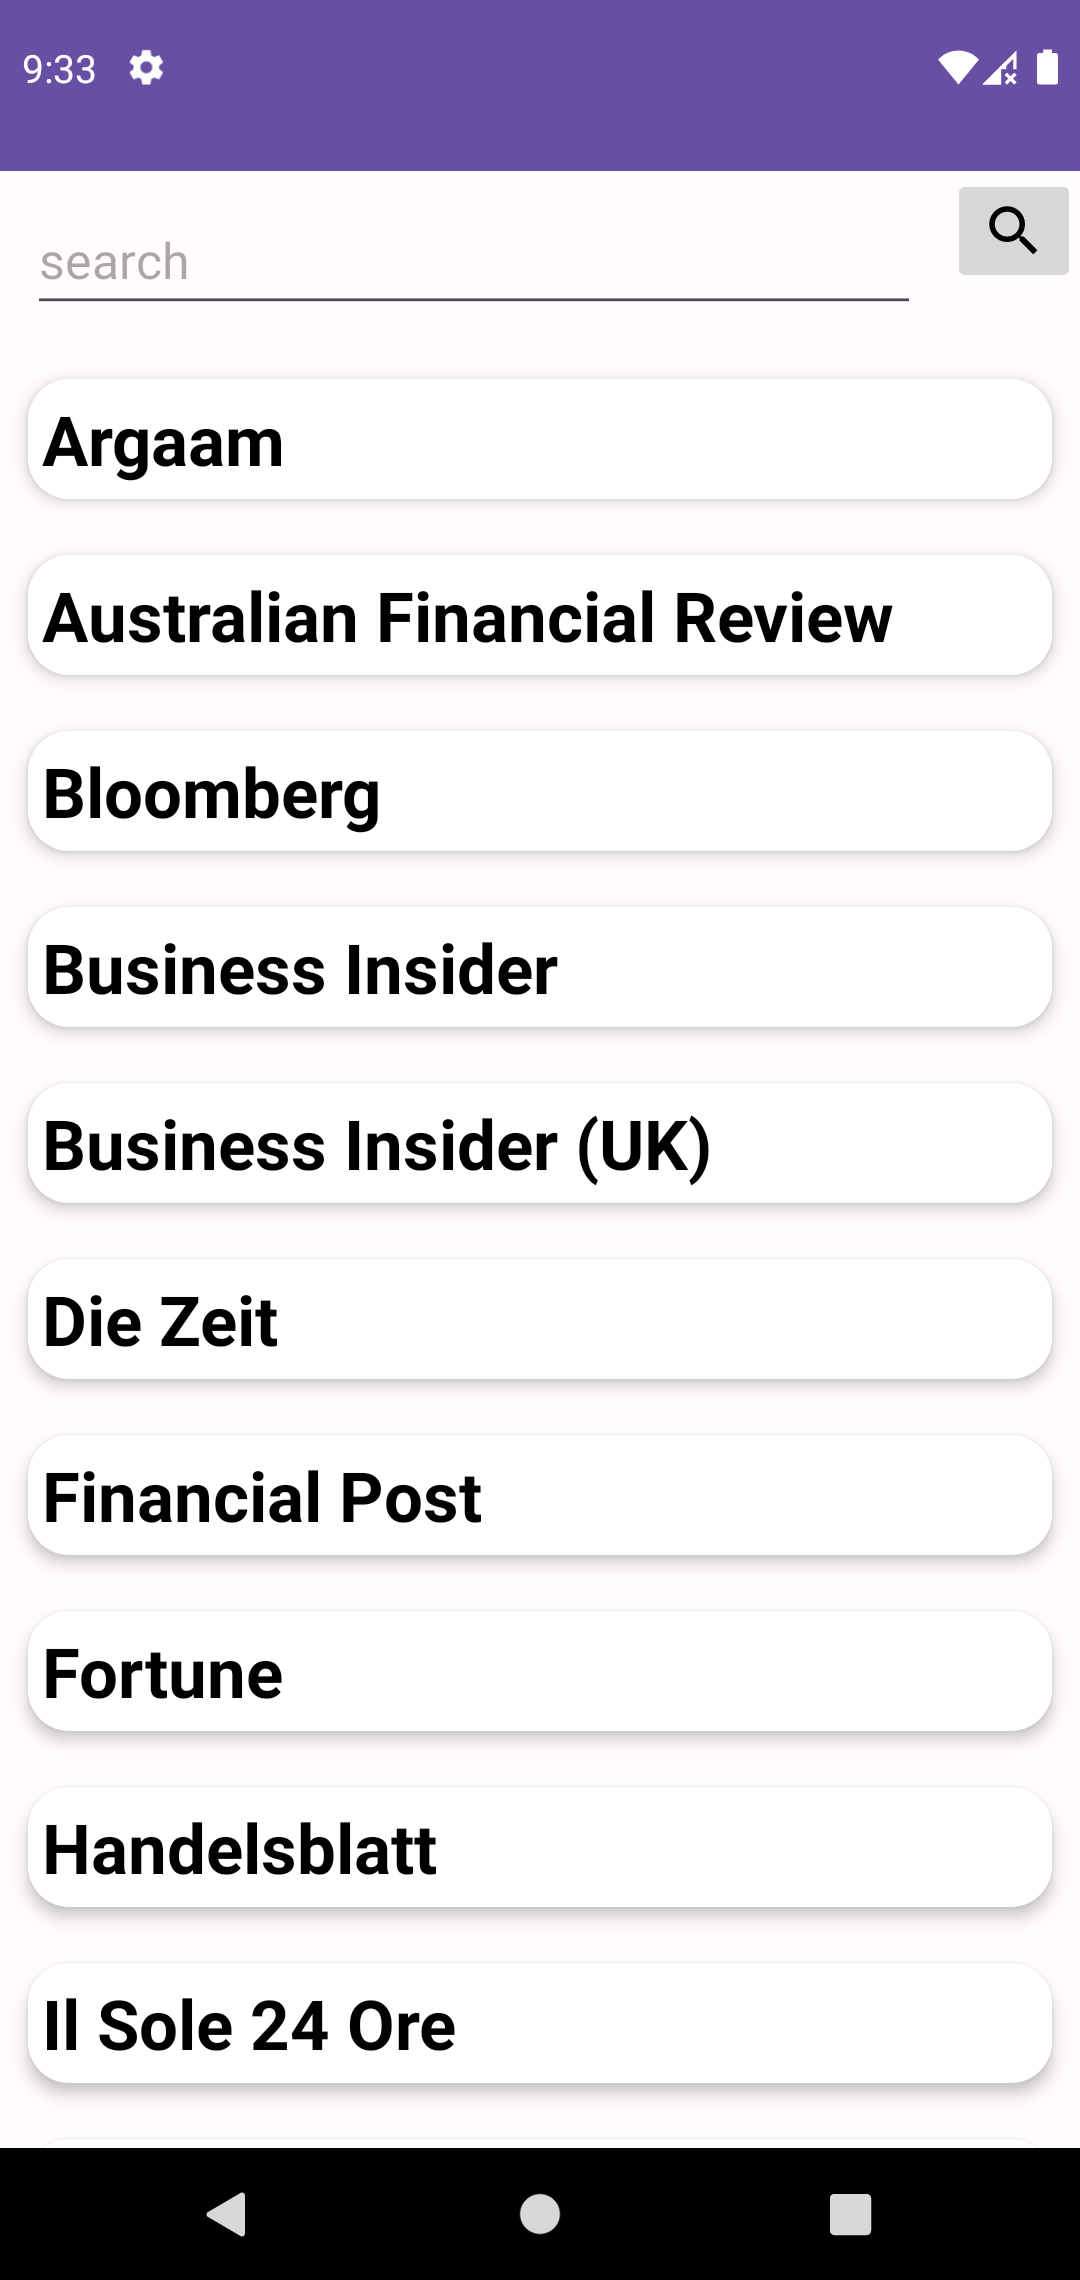 9:33
search
Argaam
Australian Financial Review
Bloomberg
Business Insider
Business Insider (UK)
Die Zeit
Financial Post
Fortune
Handelsblatt
Il Sole 24 Ore